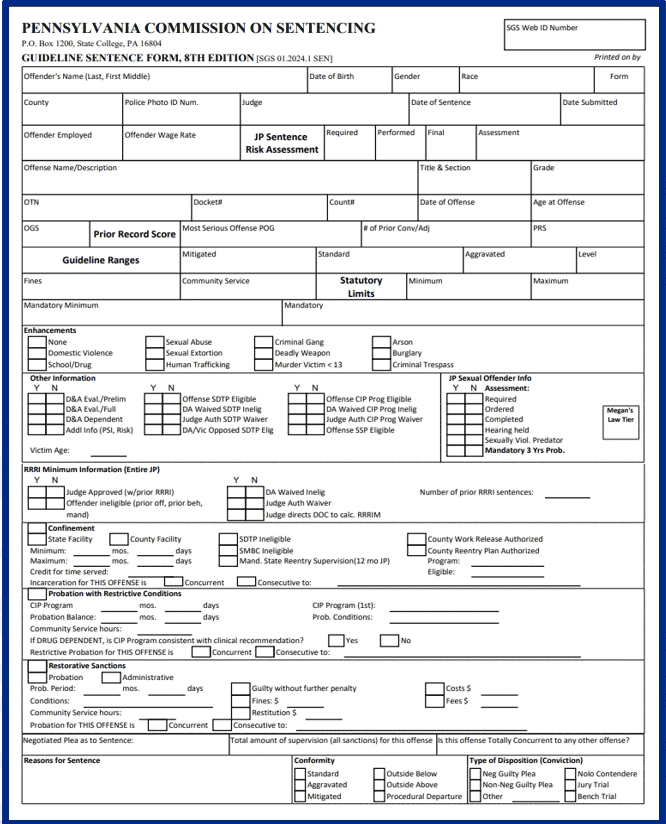 PENNSYLVANIA COMMISSION ON SENTENCING
SGS Web ID Number
P.O. Box 1200, State College, PA 16804
GUIDELINE SENTENCE FORM, 8TH EDITION [SGS 01.2024.1 SEN]
Printed on by
Offender's Name (Last, First Middle) Date of Birth Gender Race Form
County Police Photo ID Num. Judge Date of Sentence Date Submitted
Offender Employed Offender Wage Rate JP Sentence Risk Assessment Required Performed Final Assessment
Offense Name/Description Title & Section Grade
OTN Docket# Count# Date of Offense Age at Offense
OGS Prior Record Score Most Serious Offense POG # of Prior Conv/Adj PRS
Guideline Ranges Mitigated Standard Aggravated Level
Fines Community Service Statutory Limits Minimum Maximum
Mandatory Minimum Mandatory
Enhancements
None Sexual Abuse Criminal Gang Arson
Domestic Violence Sexual Extortion Deadly Weapon Burglary
School/Drug Human Trafficking Murder Victim < 13 Criminal Trespass
Other Information JP Sexual Offender Info
Y N Y N Y N Y N Assessment:
D&A Eval./Prelim Offense SDTP Eligible Offense CIP Prog Eligible Required
D&A Eval./Full DA Waived SDTP Inelig DA Waived CIP Prog Inelig Ordered
D&A Dependent Judge Auth SDTP Waiver Judge Auth CIP Prog Waiver Completed
Addl Info (PSI, Risk) DA/Vic Opposed SDTP Elig Offense SSP Eligible Hearing held
Megan's Law Tier
Sexually Viol. Predator
Victim Age: Mandatory 3 Yrs Prob.
RRRI Minimum Information (Entire JP)
Y N Y N
Judge Approved (w/prior RRRI) DA Waived Inelig Number of prior RRRI sentences:
Offender ineligible (prior off, prior beh, Judge Auth Waiver
mand) Judge directs DOC to calc. RRRIM
Confinement
State Facility County Facility SDTP Ineligible County Work Release Authorized
Minimum: mos. days SMBC Ineligible County Reentry Plan Authorized
Maximum: mos. days Mand. State Reentry Supervision(12 mo JP) Program:
Credit for time served: Eligible:
Incarceration for THIS OFFENSE is Concurrent Consecutive to:
Probation with Restrictive Conditions
CIP Program mos. days CIP Program (1st):
Probation Balance: mos. days Prob. Conditions:
Community Service hours:
If DRUG DEPENDENT, is CIP Program consistent with clinical recommendation? Yes No
Restrictive Probation for THIS OFFENSE is Concurrent Consecutive to:
Restorative Sanctions
Probation Administrative
Prob. Period: mos. days Guilty without further penalty Costs $
Conditions: Fines: $ Fees $
Community Service hours: Restitution $
Probation for THIS OFFENSE is Concurrent Consecutive to:
Negotiated Plea as to Sentence: Total amount of supervision (all sanctions) for this offense Is this offense Totally Concurrent to any other offense?
Reasons for Sentence Conformity Type of Disposition (Conviction)
Standard Outside Below Neg Guilty Plea Nolo Contendere
Aggravated Outside Above Non-Neg Guilty Plea Jury Trial
Mitigated Procedural Departure Other Bench Trial